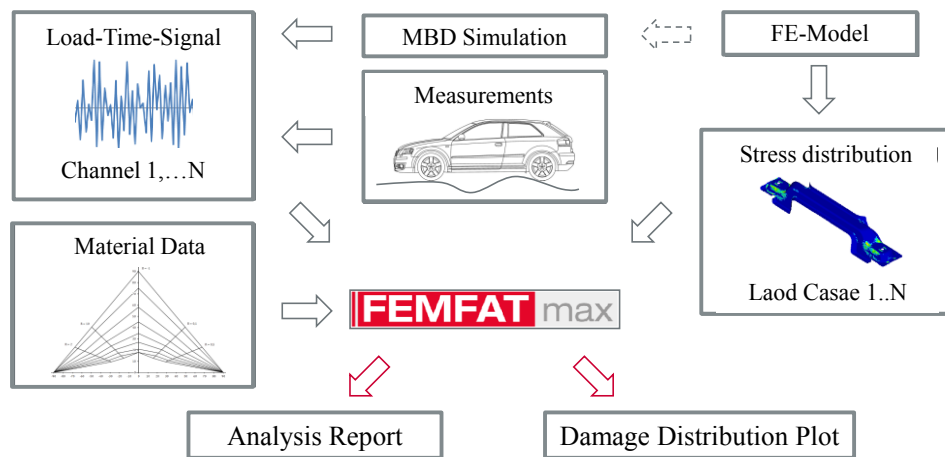 Load-Time-Signal
Channel 1,…N
MBD Simulation
FE-Model
Measurements
Stress distribution
Laod Casae 1..N
Material Data
FEMFAT max
Analysis Report
Damage Distribution Plot